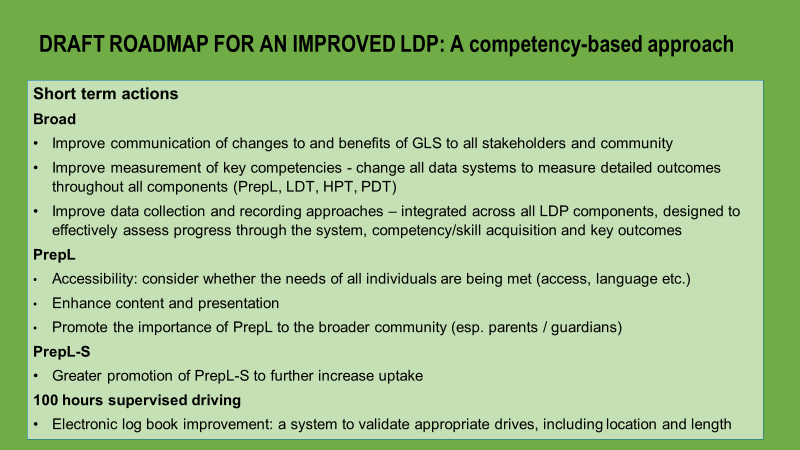 DRAFT ROADMAP FOR AN IMPROVED LDP: A competency-based approach
Short term actions
Broad
• Improve communication of changes to and benefits of GLS to all stakeholders and community
• Improve measurement of key competencies - change all data systems to measure detailed outcomes
throughout all components (PrepL, LDT, HPT, PDT)
• Improve data collection and recording approaches – integrated across all LDP components, designed to
effectively assess progress through the system, competency/skill acquisition and key outcomes
PrepL
• Accessibility: consider whether the needs of all individuals are being met (access, language etc.)
• Enhance content and presentation
• Promote the importance of PrepL to the broader community (esp. parents / guardians)
PrepL-S
• Greater promotion of PrepL-S to further increase uptake
100 hours supervised driving
• Electronic log book improvement: a system to validate appropriate drives, including location and length